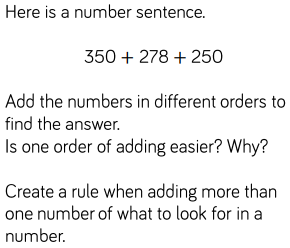 Here is a number sentence.
350 + 278 + 250
Add the numbers in different orders to
find the answer.
Is one order of adding easier? Why?
Create a rule when adding more than
one number of what to look for in a
number.